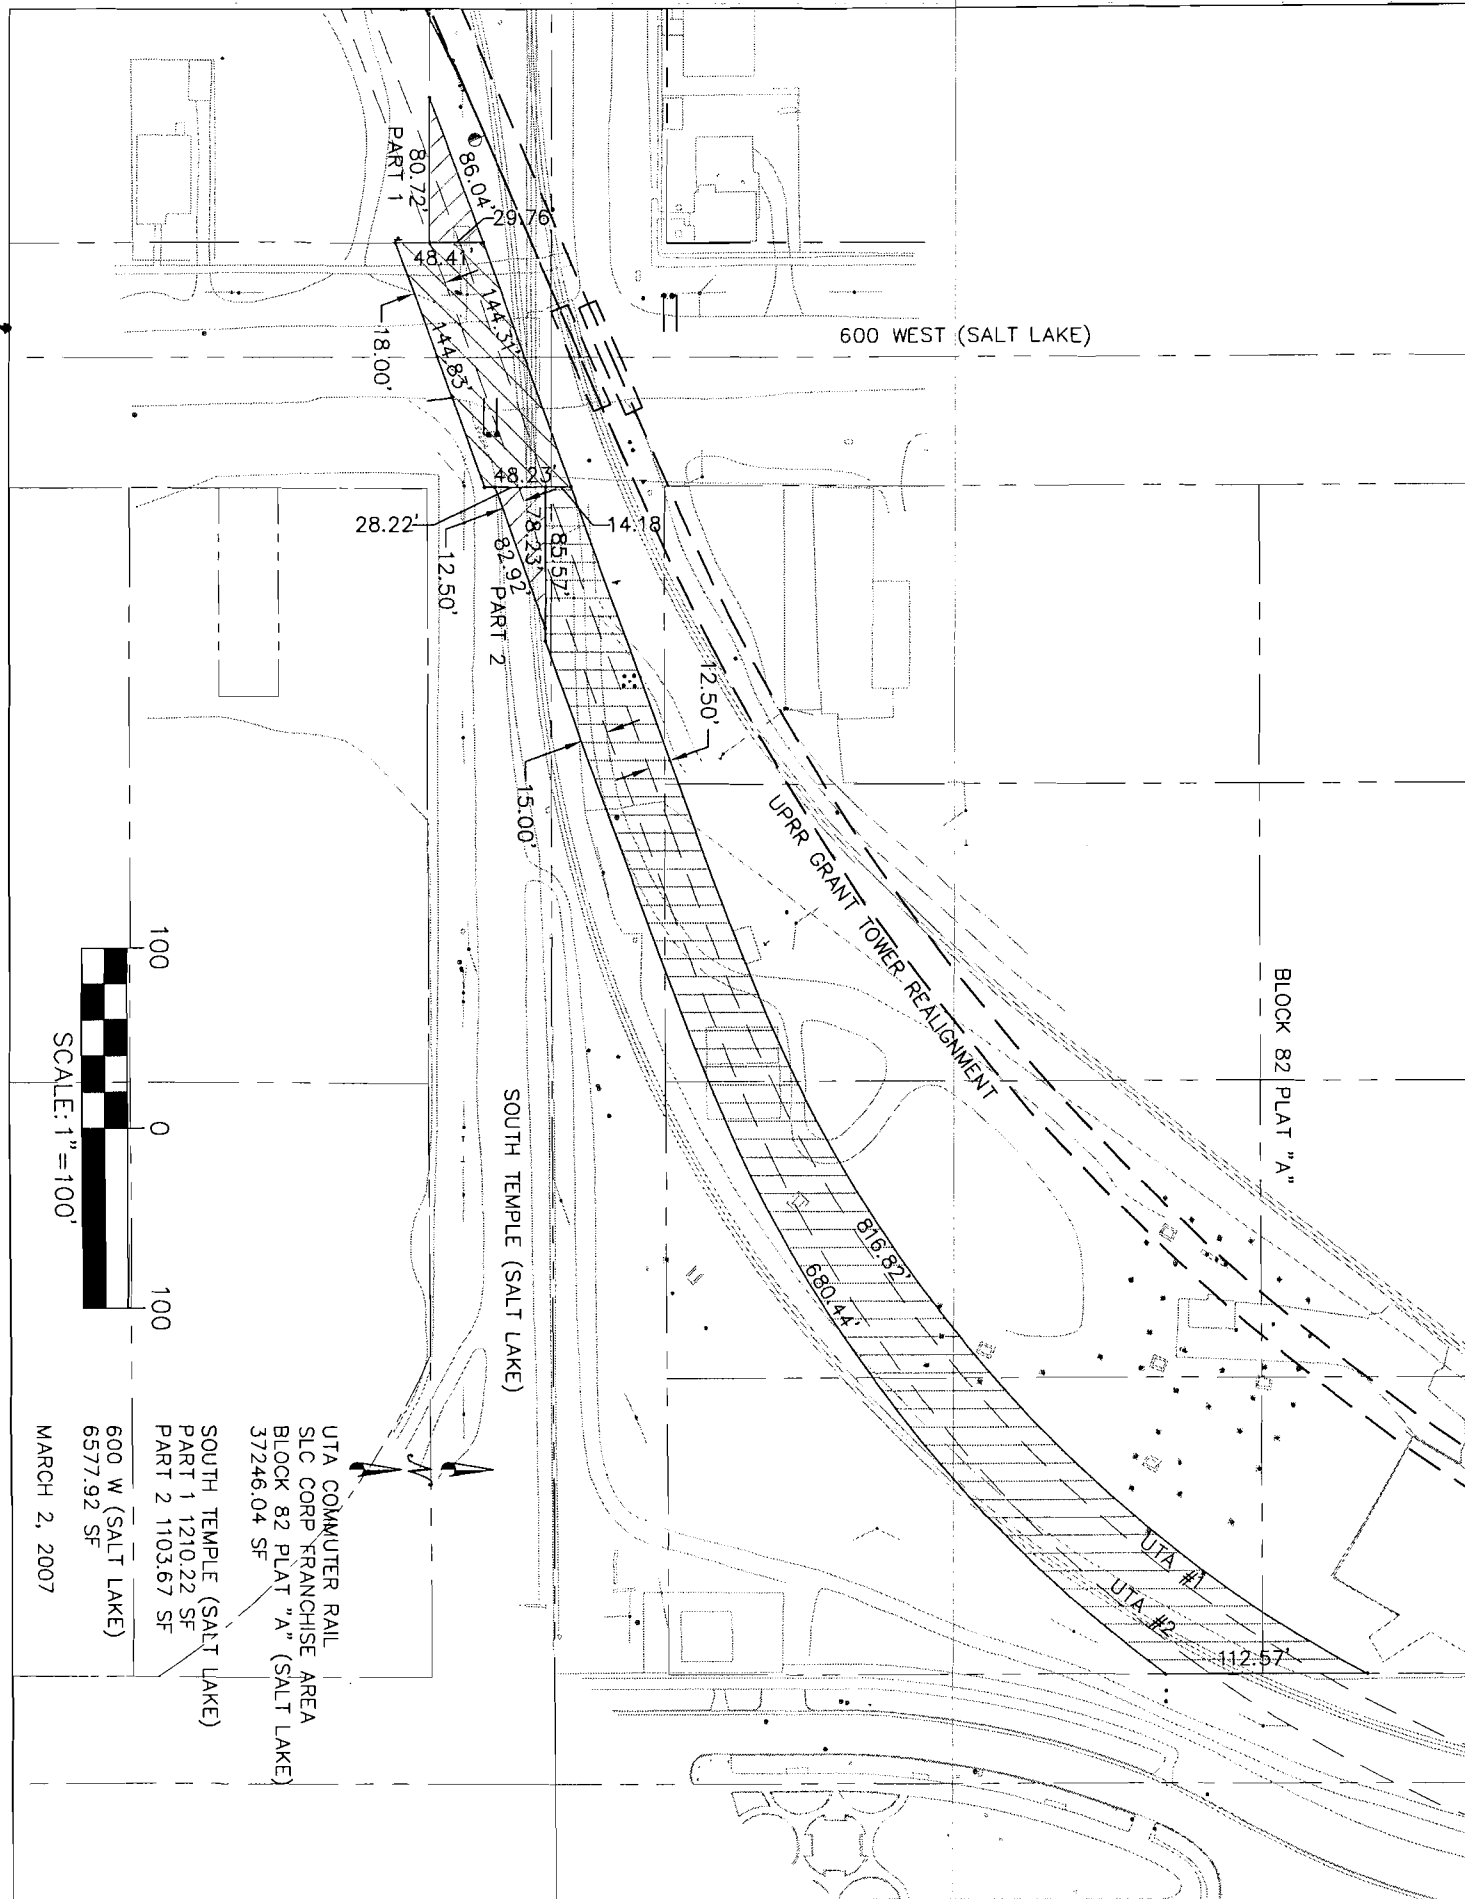 PART 1
80.72'
86.04'
29.76
48.41'
144.31'
144.83'
18.00'
600 WEST (SALT LAKE)
48.23'
28.22'
14.18
12.50'
82.92'
78.23'
85.57'
PART 2
12.50'
15.00'
UPRR GRANT TOWER REALIGNMENT
BLOCK 82 PLAT "A"
SOUTH TEMPLE (SALT LAKE)
816.82'
680.44'
UTA #1
UTA #2
112.57'
100
0
100
SCALE: 1"=100'
N
UTA COMMUTER RAIL
SLC CORP FRANCHISE AREA
BLOCK 82 PLAT "A" (SALT LAKE)
37246.04 SF
SOUTH TEMPLE (SALT LAKE)
PART 1 1210.22 SF
PART 2 1103.67 SF
600 W (SALT LAKE)
6577.92 SF
MARCH 2, 2007